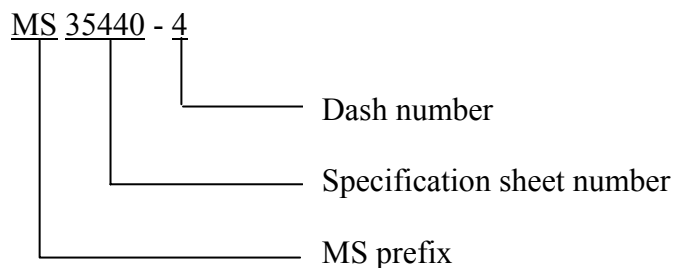 MS 35440 - 4
Dash number
Specification sheet number
MS prefix